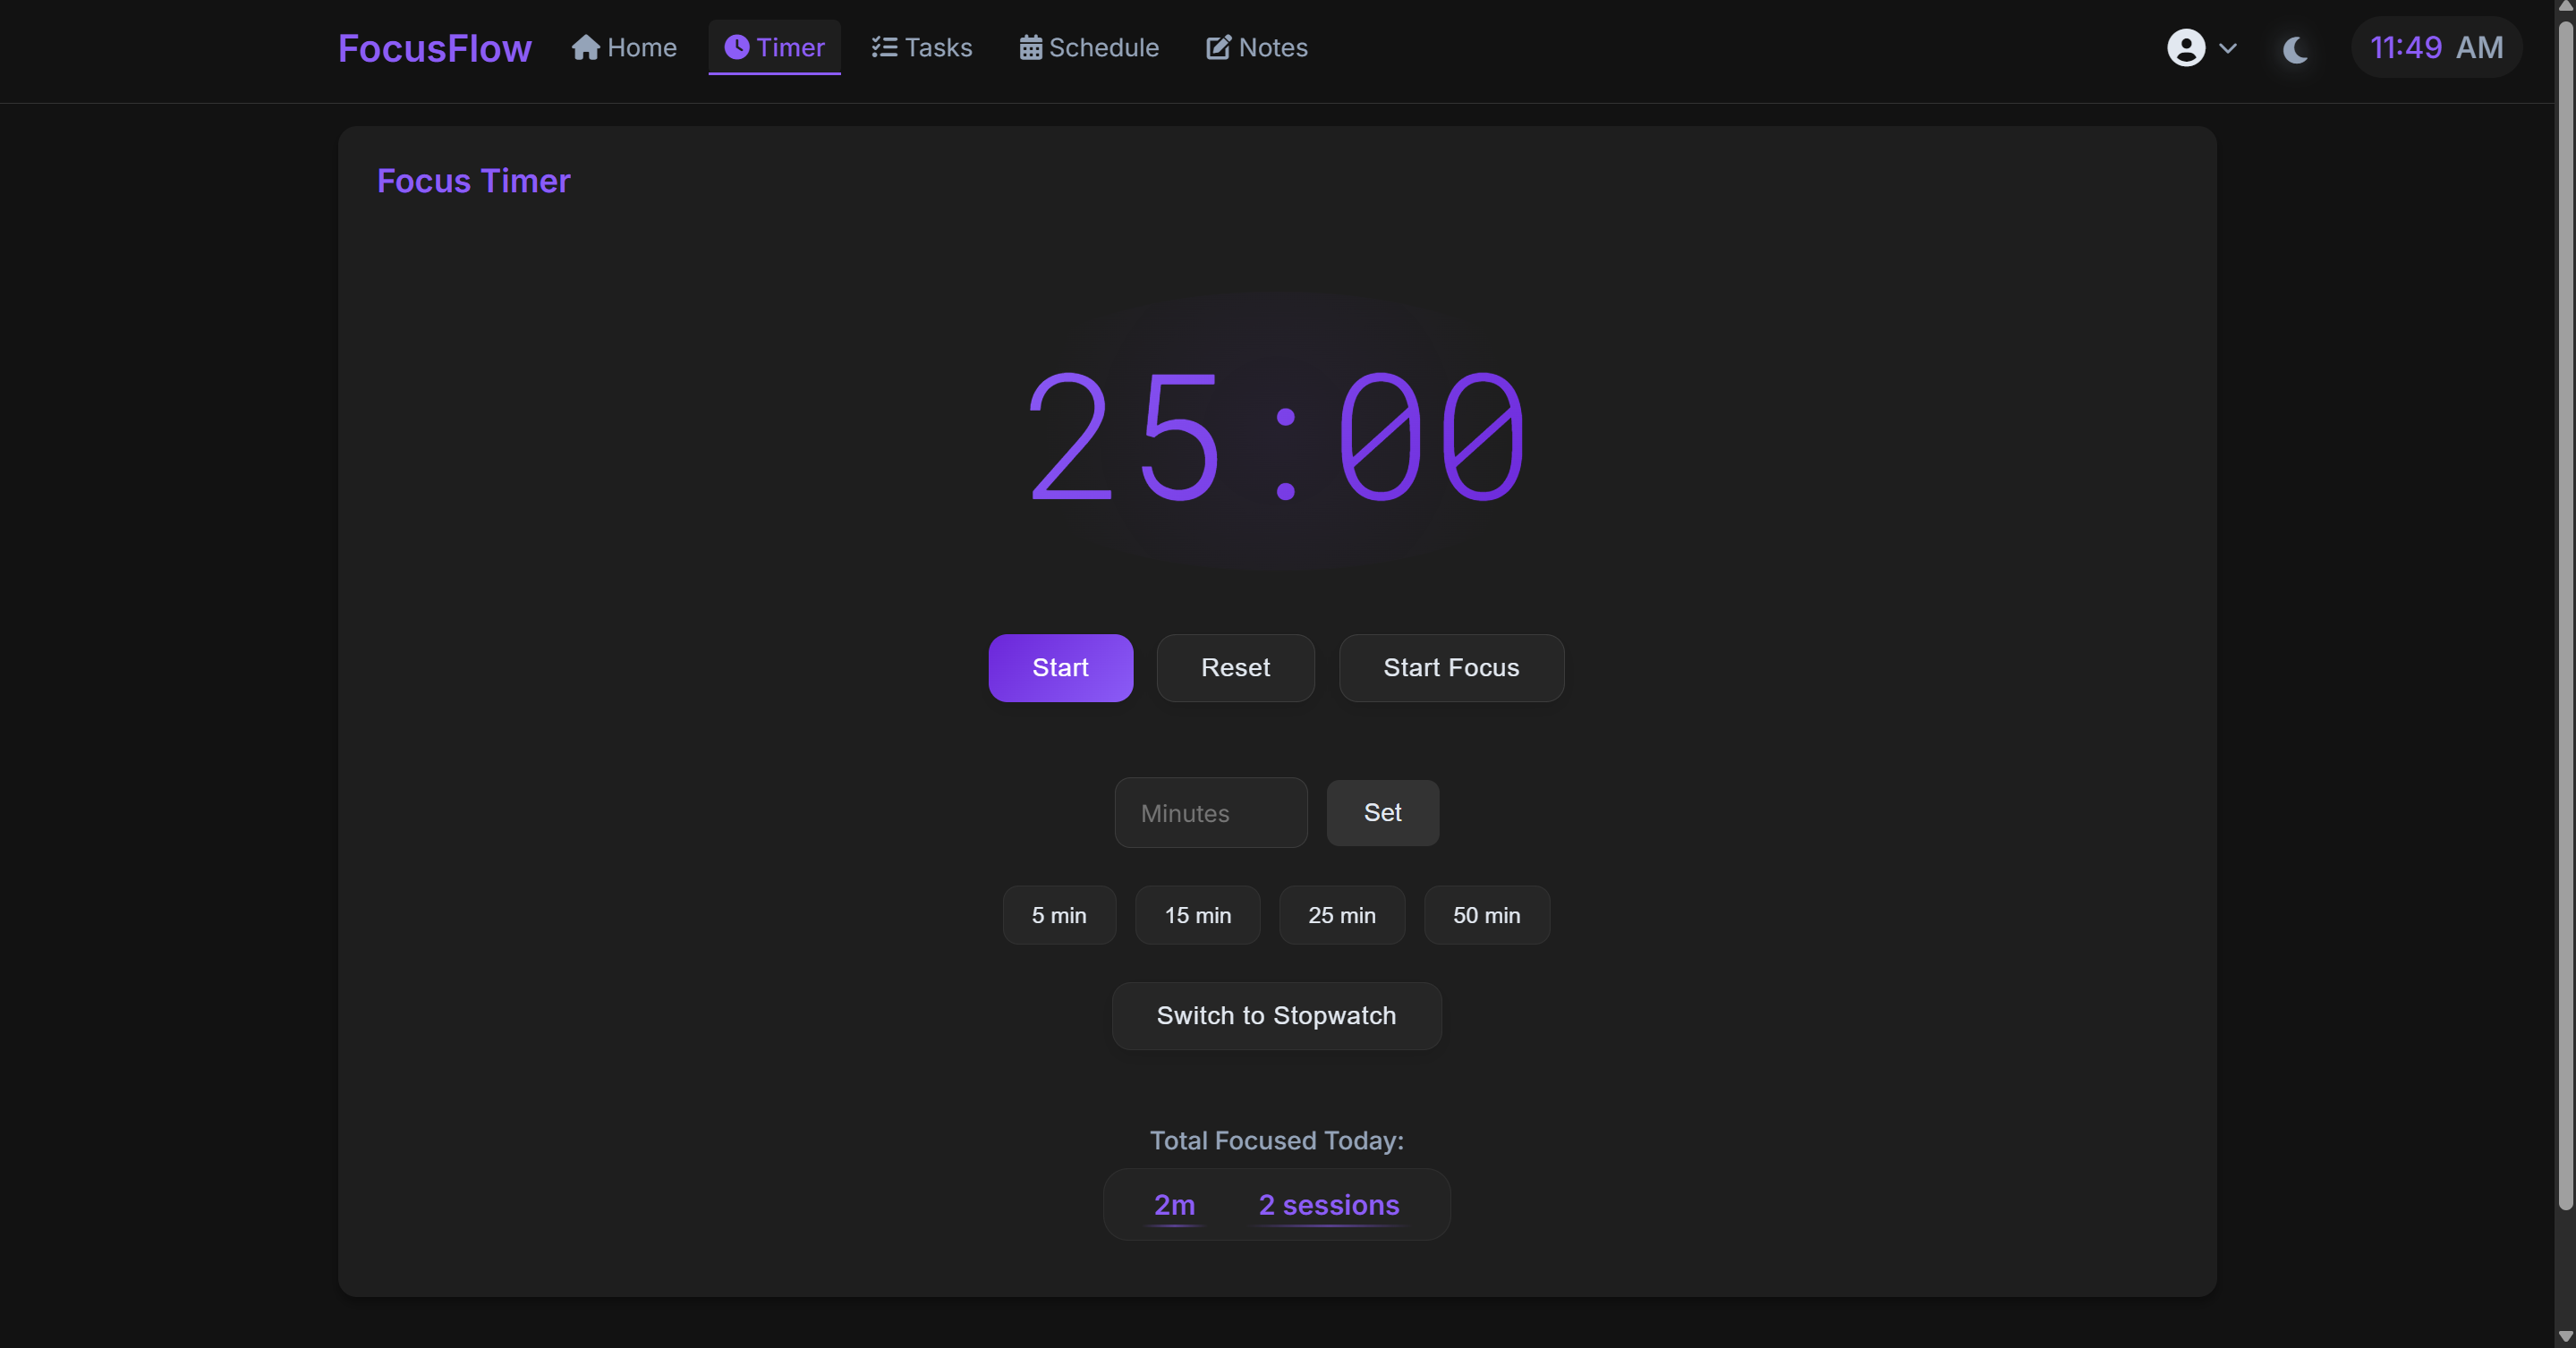 FocusFlow Home Timer Tasks Schedule Notes 11:49 AM
Focus Timer
25:00
Start Reset Start Focus
Minutes Set
5 min 15 min 25 min 50 min
Switch to Stopwatch
Total Focused Today:
2m 2 sessions